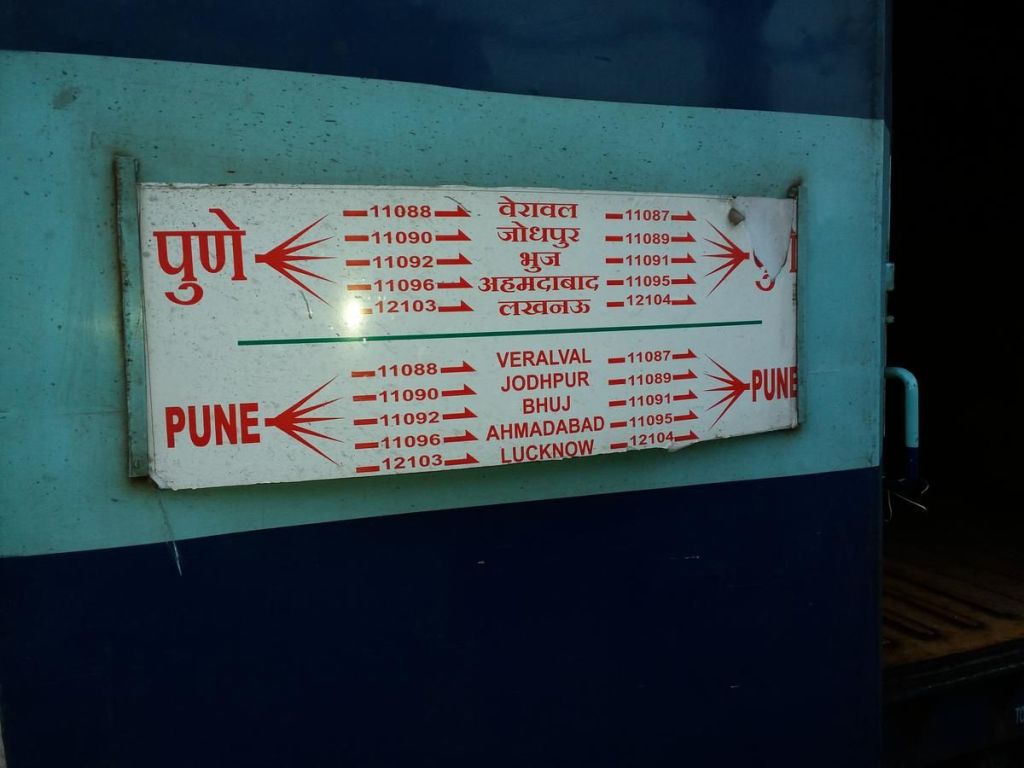 पुणे 11088 वेरावल 11087
11090 जोधपुर 11089
11092 भुज 11091
11096 अहमदाबाद 11095
12103 लखनऊ 12104
PUNE 11088 VERALVAL 11087 PUNE
11090 JODHPUR 11089
11092 BHUJ 11091
11096 AHMADABAD 11095
12103 LUCKNOW 12104